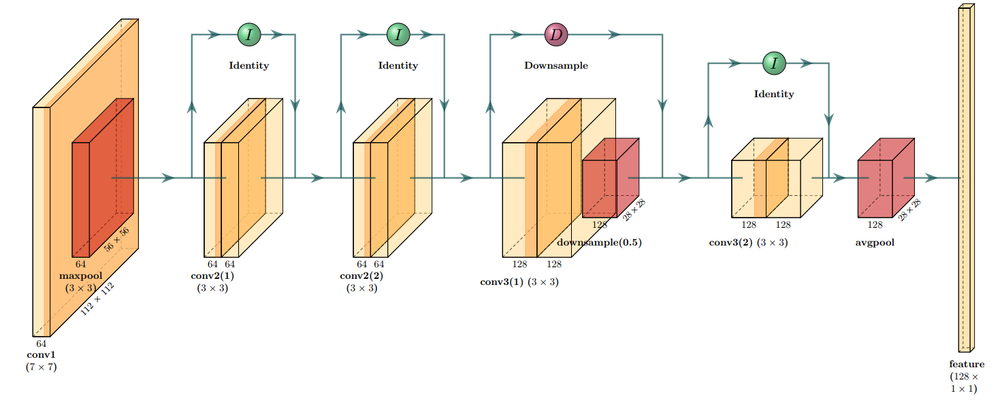 I
Identity
I
Identity
D
Downsample
I
Identity
64
conv1
(7 × 7)
112 × 112
64
maxpool
(3 × 3)
56 × 56
64 64
conv2(1)
(3 × 3)
64 64
conv2(2)
(3 × 3)
128 128
conv3(1) (3 × 3)
128
28 × 28
downsample(0.5)
128 128
conv3(2) (3 × 3)
128
28 × 28
avgpool
feature
(128 ×
1 × 1)